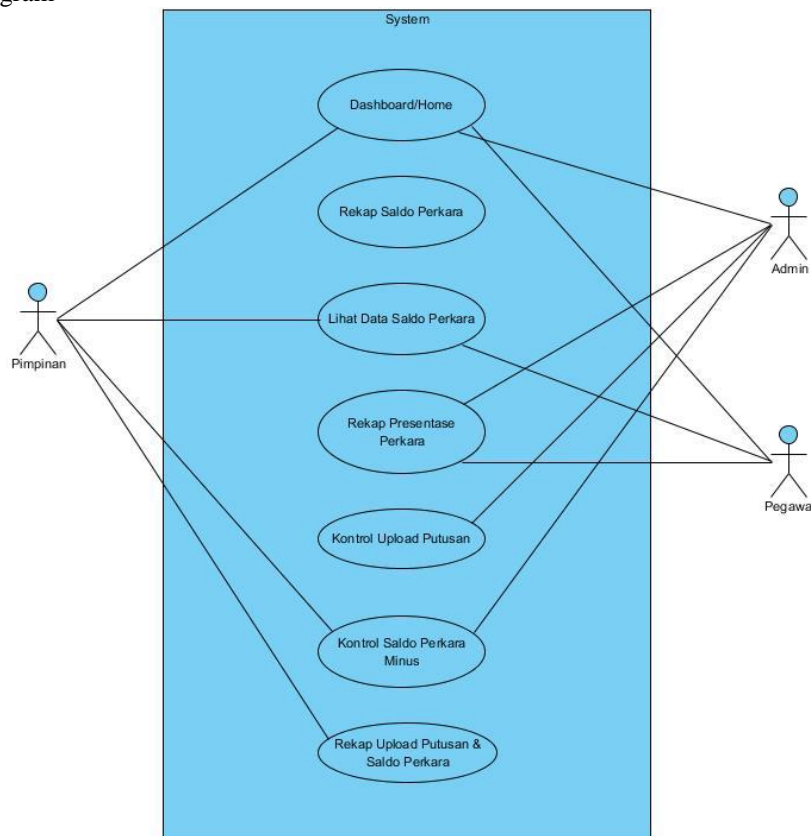 System
Dashboard/Home
Rekap Saldo Perkara
Admin
Lihat Data Saldo Perkara
Pimpinan
Rekap Presentase
Perkara
Pegawa
Kontrol Upload Putusan
Kontrol Saldo Perkara
Minus
Rekap Upload Putusan &
Saldo Perkara